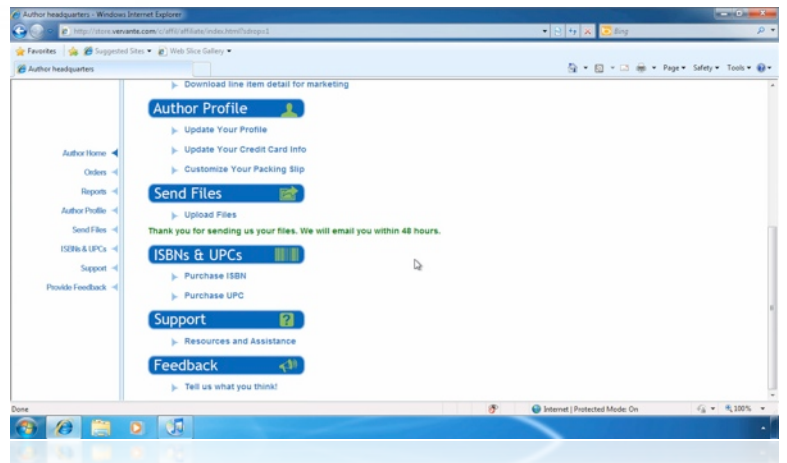 Author headquarters - Windows Internet Explorer
http://store.vervante.com/c/affil/affiliate/index.html?sdrop=1
Bing
Favorites
Suggested Sites
Web Slice Gallery
Author headquarters
Page
Safety
Tools
Download line item detail for marketing
Author Profile
Update Your Profile
Update Your Credit Card Info
Customize Your Packing Slip
Send Files
Upload Files
Thank you for sending us your files. We will email you within 48 hours.
ISBNs & UPCs
Purchase ISBN
Purchase UPC
Support
Resources and Assistance
Feedback
Tell us what you think!
Author Home
Orders
Reports
Author Profile
Send Files
ISBNs & UPCs
Support
Provide Feedback
Done
Internet | Protected Mode: On
100%